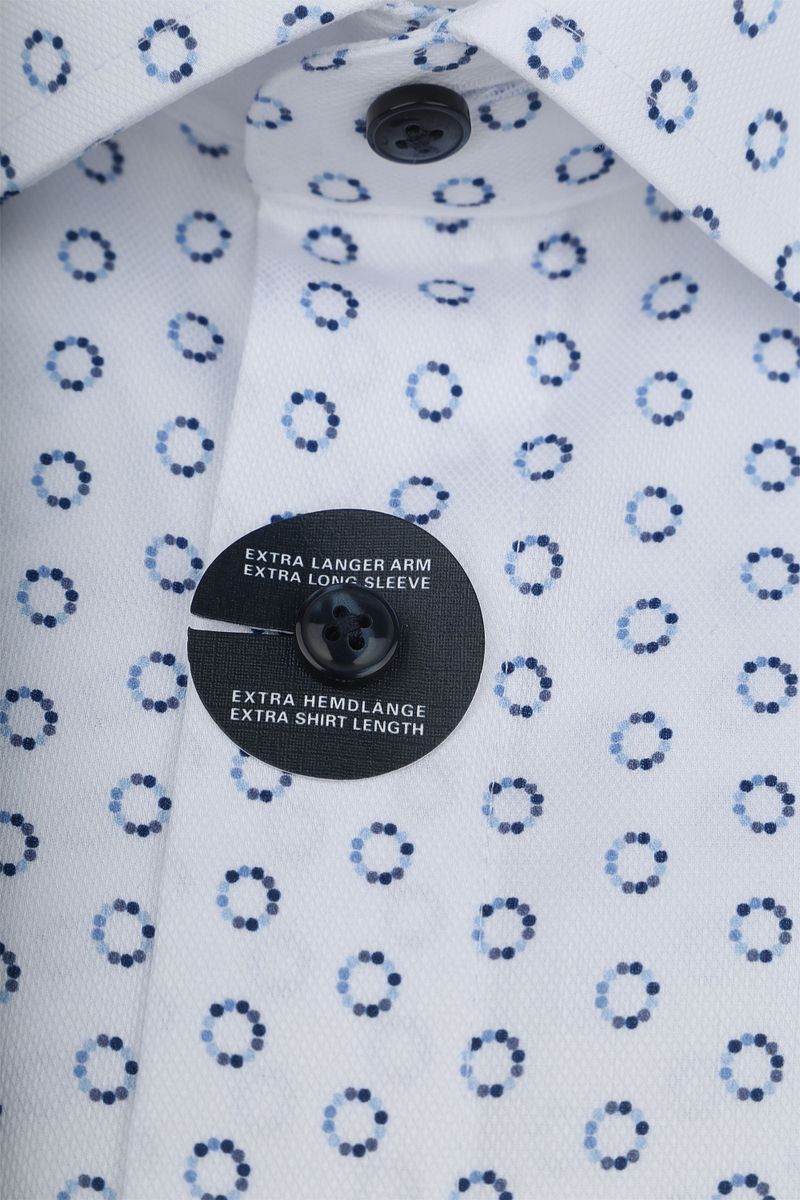 EXTRA LANGER ARM
EXTRA LONG SLEEVE
EXTRA HEMDLÄNGE
EXTRA SHIRT LENGTH